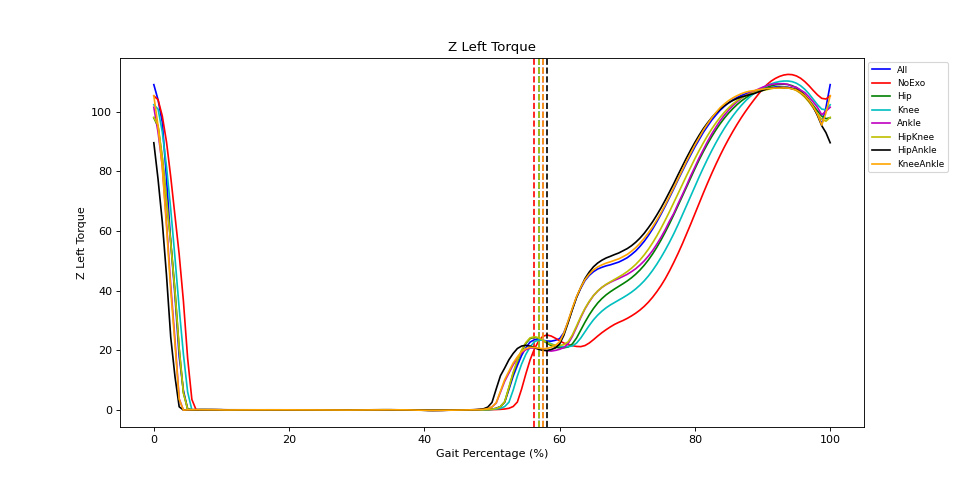 Z Left Torque
All
NoExo
Hip
Knee
Ankle
HipKnee
HipAnkle
KneeAnkle
100
80
60
40
20
0
Z Left Torque
0 20 40 60 80 100
Gait Percentage (%)